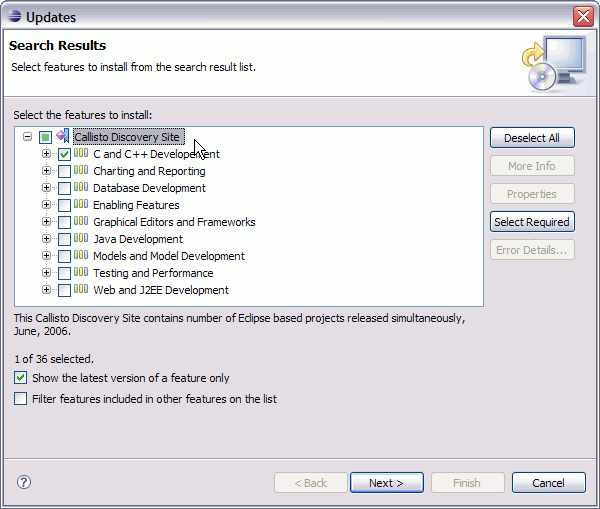 Updates
Search Results
Select features to install from the search result list.
Select the features to install:
Callisto Discovery Site
C and C++ Development
Charting and Reporting
Database Development
Enabling Features
Graphical Editors and Frameworks
Java Development
Models and Model Development
Testing and Performance
Web and J2EE Development
Deselect All
More Info
Properties
Select Required
Error Details...
This Callisto Discovery Site contains number of Eclipse based projects released simultaneously,
June, 2006.
1 of 36 selected.
Show the latest version of a feature only
Filter features included in other features on the list
?
< Back
Next >
Finish
Cancel